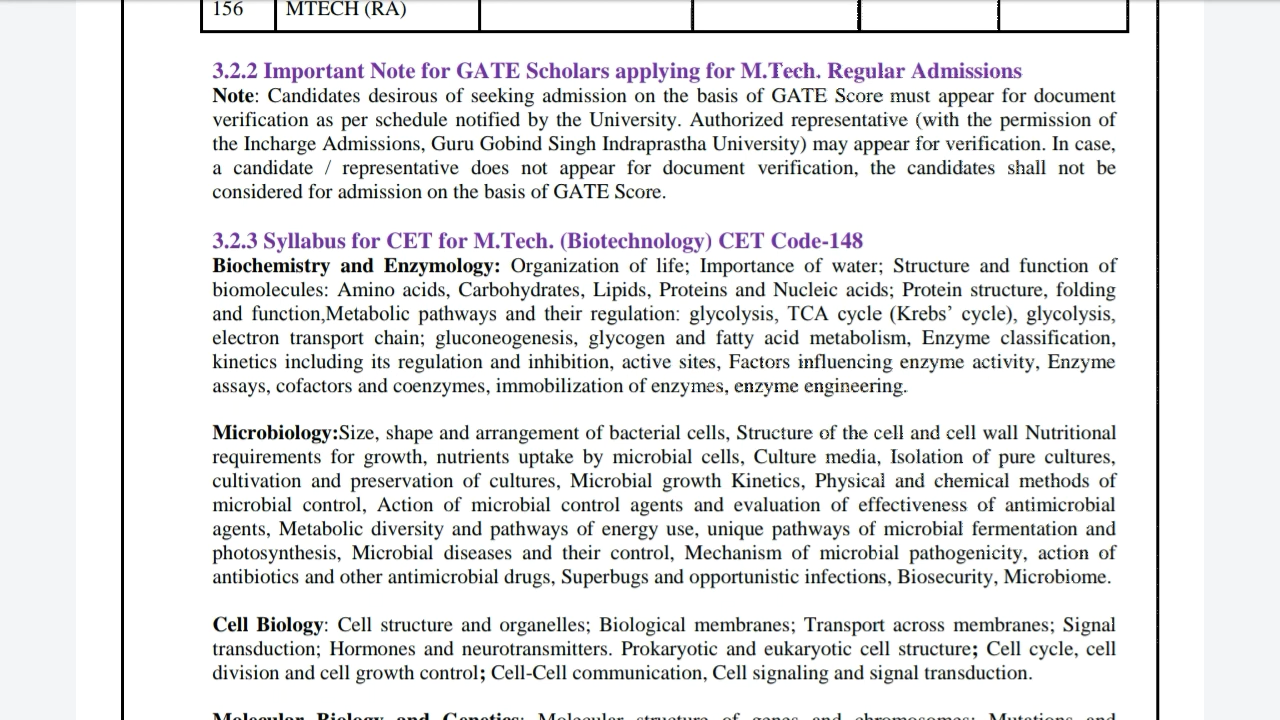 156 MTECH (RA)
3.2.2 Important Note for GATE Scholars applying for M.Tech. Regular Admissions
Note: Candidates desirous of seeking admission on the basis of GATE Score must appear for document
verification as per schedule notified by the University. Authorized representative (with the permission of
the Incharge Admissions, Guru Gobind Singh Indraprastha University) may appear for verification. In case,
a candidate / representative does not appear for document verification, the candidates shall not be
considered for admission on the basis of GATE Score.
3.2.3 Syllabus for CET for M.Tech. (Biotechnology) CET Code-148
Biochemistry and Enzymology: Organization of life; Importance of water; Structure and function of
biomolecules: Amino acids, Carbohydrates, Lipids, Proteins and Nucleic acids; Protein structure, folding
and function,Metabolic pathways and their regulation: glycolysis, TCA cycle (Krebs’ cycle), glycolysis,
electron transport chain; gluconeogenesis, glycogen and fatty acid metabolism, Enzyme classification,
kinetics including its regulation and inhibition, active sites, Factors influencing enzyme activity, Enzyme
assays, cofactors and coenzymes, immobilization of enzymes, enzyme engineering.
Microbiology:Size, shape and arrangement of bacterial cells, Structure of the cell and cell wall Nutritional
requirements for growth, nutrients uptake by microbial cells, Culture media, Isolation of pure cultures,
cultivation and preservation of cultures, Microbial growth Kinetics, Physical and chemical methods of
microbial control, Action of microbial control agents and evaluation of effectiveness of antimicrobial
agents, Metabolic diversity and pathways of energy use, unique pathways of microbial fermentation and
photosynthesis, Microbial diseases and their control, Mechanism of microbial pathogenicity, action of
antibiotics and other antimicrobial drugs, Superbugs and opportunistic infections, Biosecurity, Microbiome.
Cell Biology: Cell structure and organelles; Biological membranes; Transport across membranes; Signal
transduction; Hormones and neurotransmitters. Prokaryotic and eukaryotic cell structure; Cell cycle, cell
division and cell growth control; Cell-Cell communication, Cell signaling and signal transduction.
Molecular Biology and Genetics: Molecular structure of genes and chromosomes; Mutations and